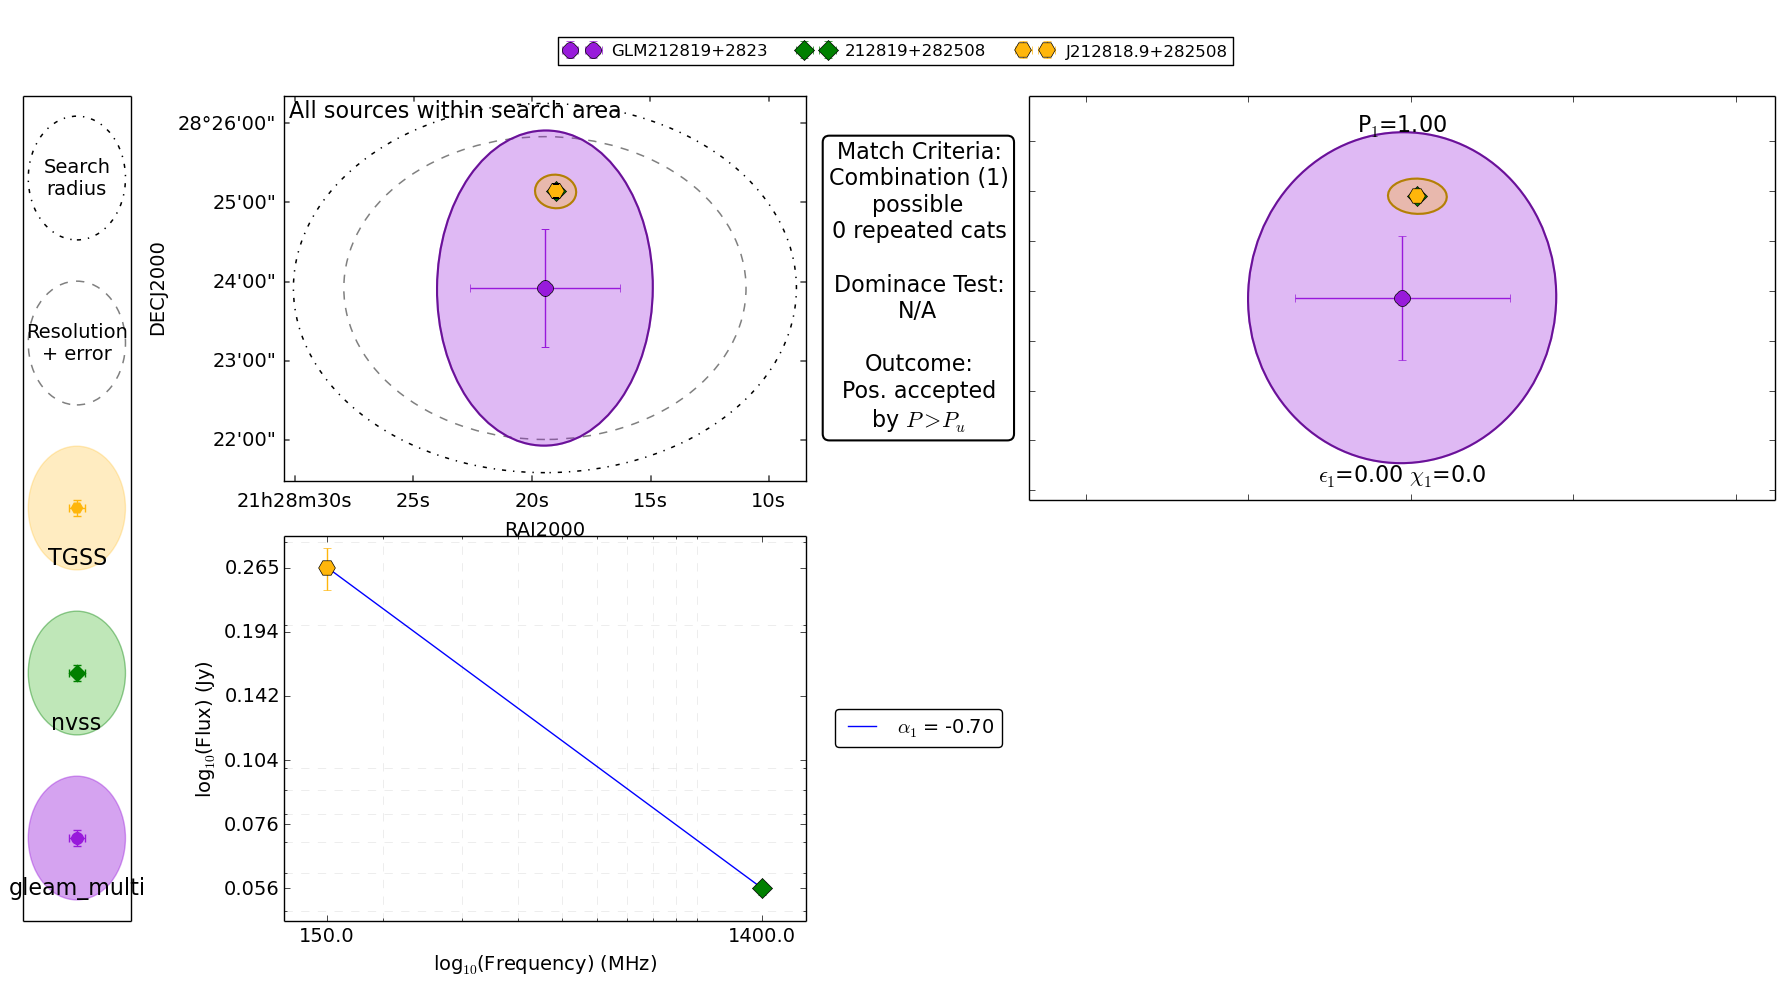 GLM212819+2823 212819+282508 J212818.9+282508
Search
radius
Resolution
+ error
TGSS
nvss
gleam_multi
All sources within search area
DECJ2000
28°26'00"
25'00"
24'00"
23'00"
22'00"
21h28m30s 25s 20s 15s 10s
RAJ2000
Match Criteria:
Combination (1)
possible
0 repeated cats
Dominace Test:
N/A
Outcome:
Pos. accepted
by P>Pu
P1=1.00
ϵ1=0.00 χ1=0.0
log10(Flux) (Jy)
0.265
0.194
0.142
0.104
0.076
0.056
150.0 1400.0
log10(Frequency) (MHz)
α1 = -0.70